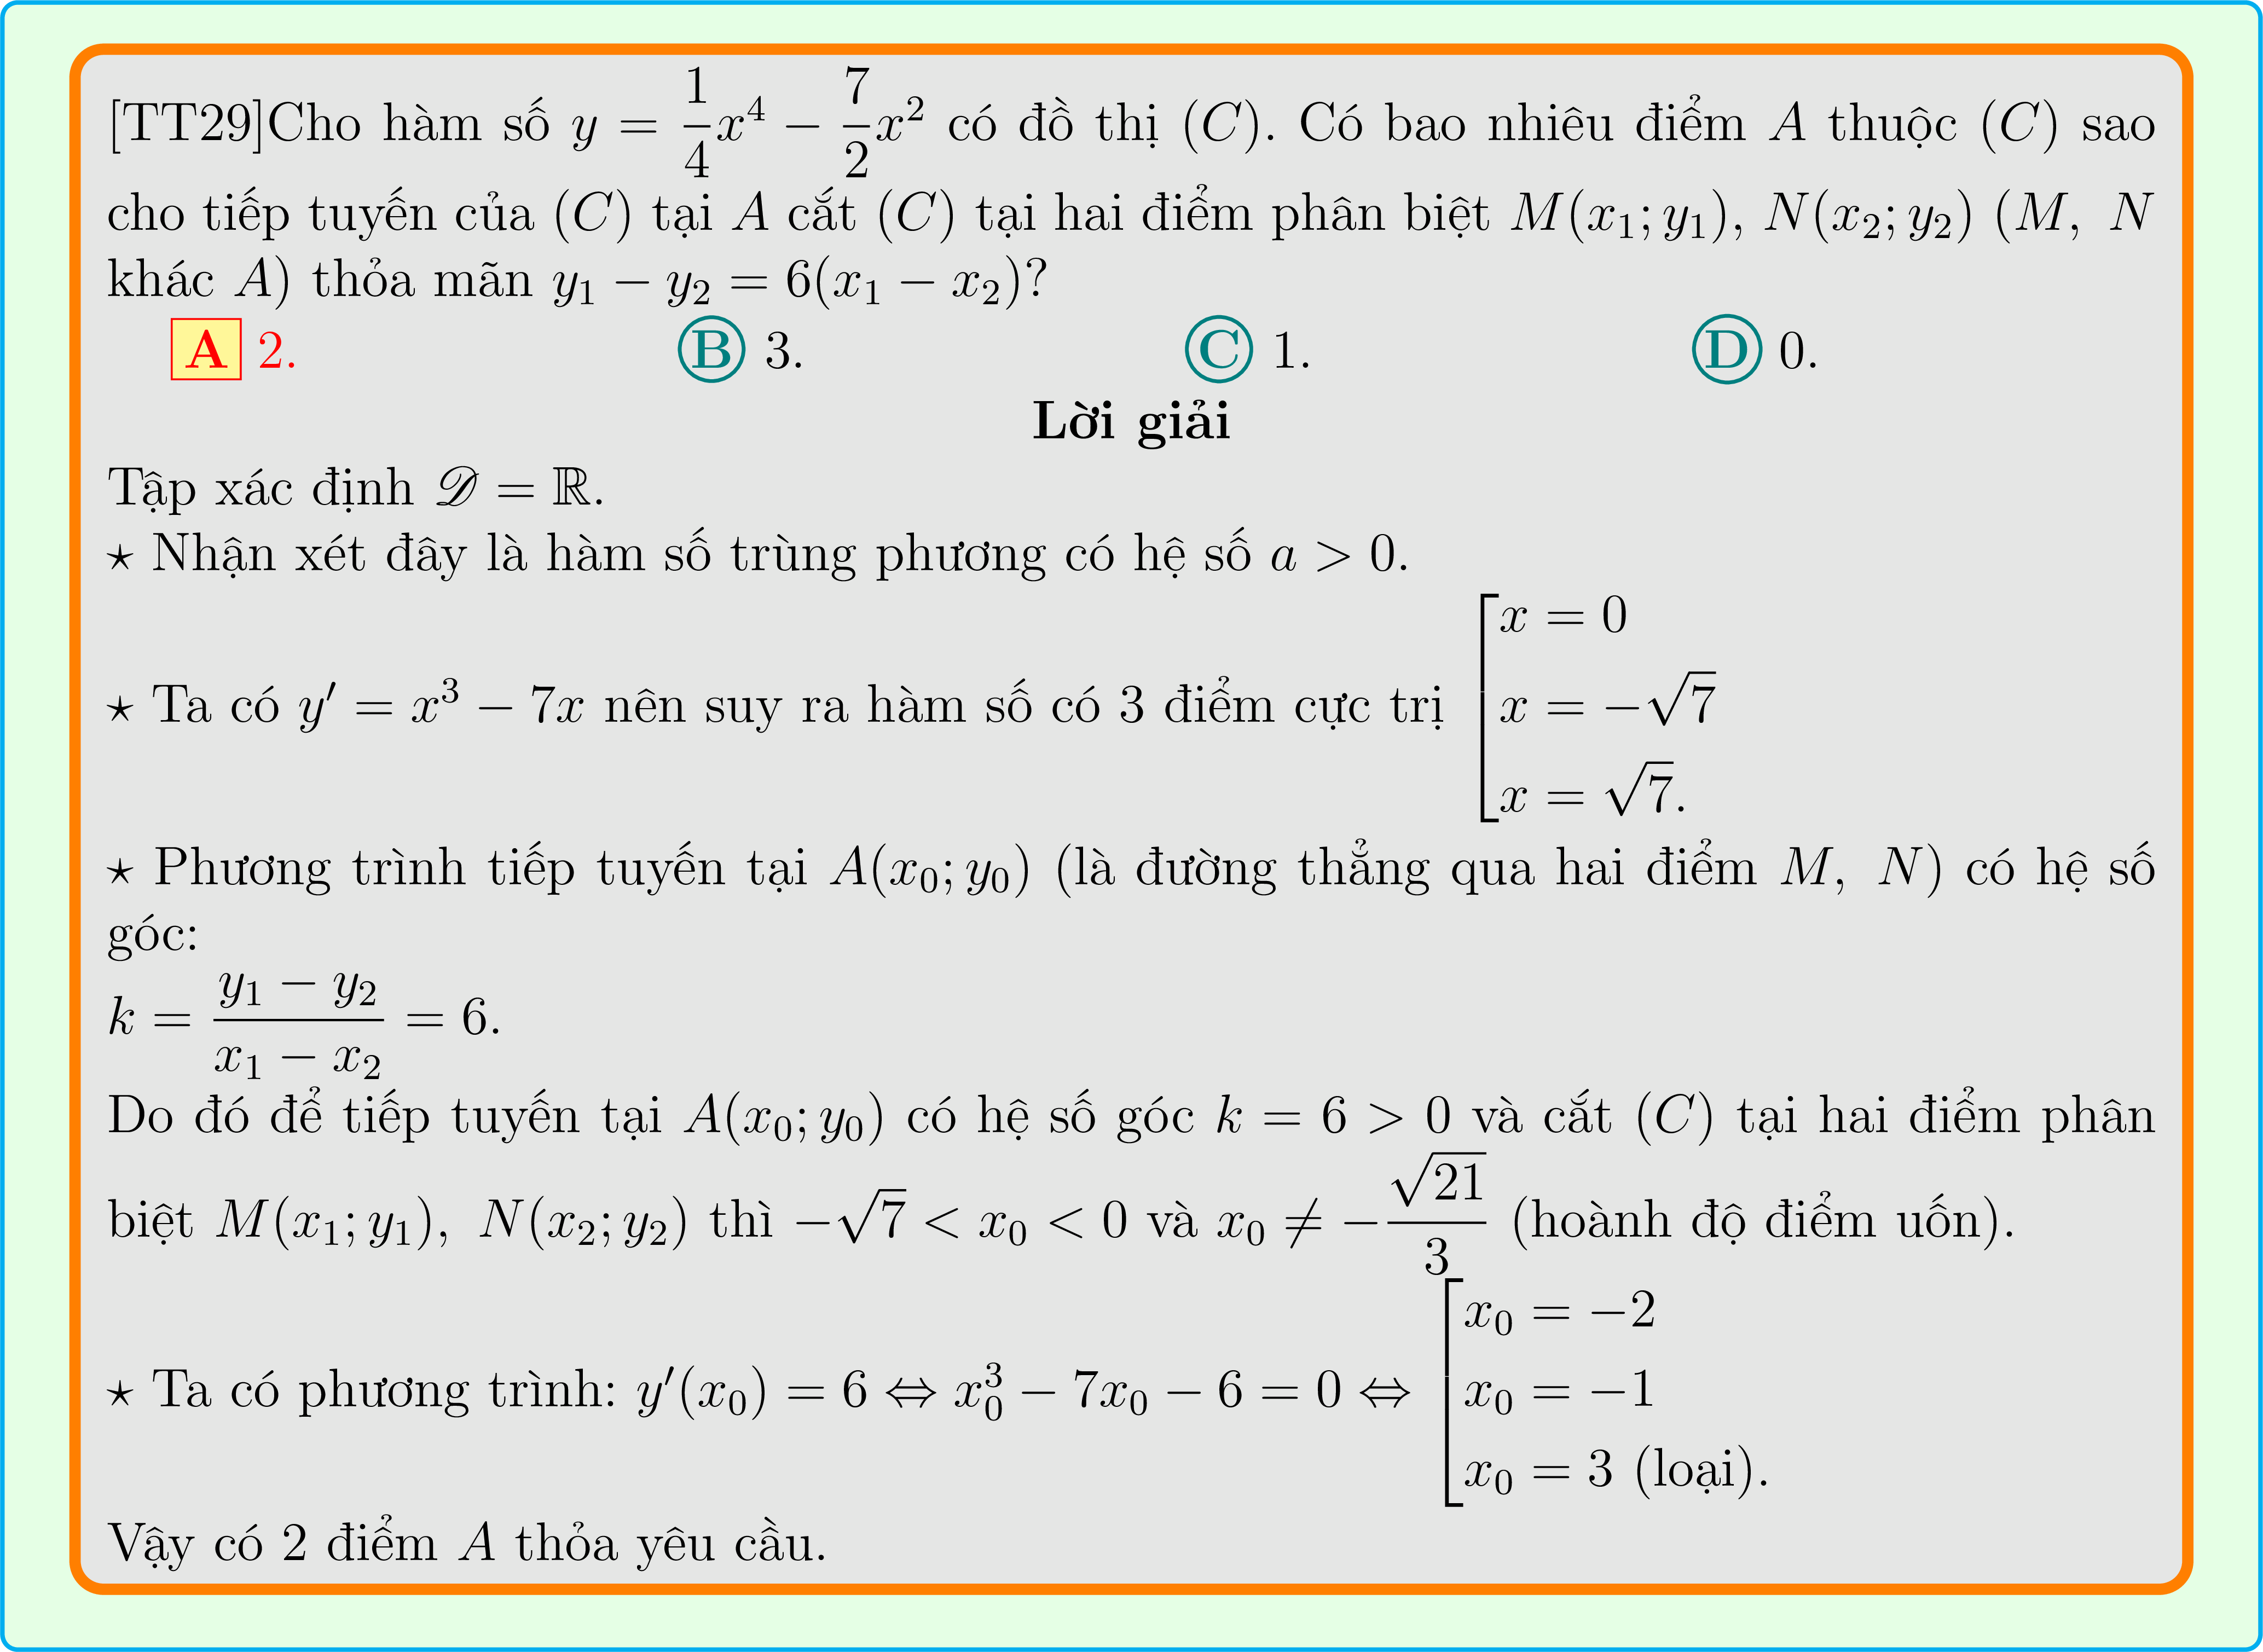 [TT29]Cho hàm số $y = \dfrac{1}{4}x^4 - \dfrac{7}{2}x^2$ có đồ thị $(C)$. Có bao nhiêu điểm $A$ thuộc $(C)$ sao
cho tiếp tuyến của $(C)$ tại $A$ cắt $(C)$ tại hai điểm phân biệt $M(x_1; y_1)$, $N(x_2; y_2)$ ($M$, $N$
khác $A$) thỏa mãn $y_1 - y_2 = 6(x_1 - x_2)$?
A 2. B 3. C 1. D 0.
Lời giải
Tập xác định $\mathscr{D} = \mathbb{R}$.
⋆ Nhận xét đây là hàm số trùng phương có hệ số $a > 0$.
⋆ Ta có $y' = x^3 - 7x$ nên suy ra hàm số có 3 điểm cực trị $\left[\begin{array}{l} x = 0 \\ x = -\sqrt{7} \\ x = \sqrt{7}. \end{array}\right.$
⋆ Phương trình tiếp tuyến tại $A(x_0; y_0)$ (là đường thẳng qua hai điểm $M$, $N$) có hệ số
góc:
$k = \dfrac{y_1 - y_2}{x_1 - x_2} = 6.$
Do đó để tiếp tuyến tại $A(x_0; y_0)$ có hệ số góc $k = 6 > 0$ và cắt $(C)$ tại hai điểm phân
biệt $M(x_1; y_1)$, $N(x_2; y_2)$ thì $-\sqrt{7} < x_0 < 0$ và $x_0 \neq -\dfrac{\sqrt{21}}{3}$ (hoành độ điểm uốn).
⋆ Ta có phương trình: $y'(x_0) = 6 \Leftrightarrow x_0^3 - 7x_0 - 6 = 0 \Leftrightarrow \left[\begin{array}{l} x_0 = -2 \\ x_0 = -1 \\ x_0 = 3 \text{ (loại)}. \end{array}\right.$
Vậy có 2 điểm $A$ thỏa yêu cầu.